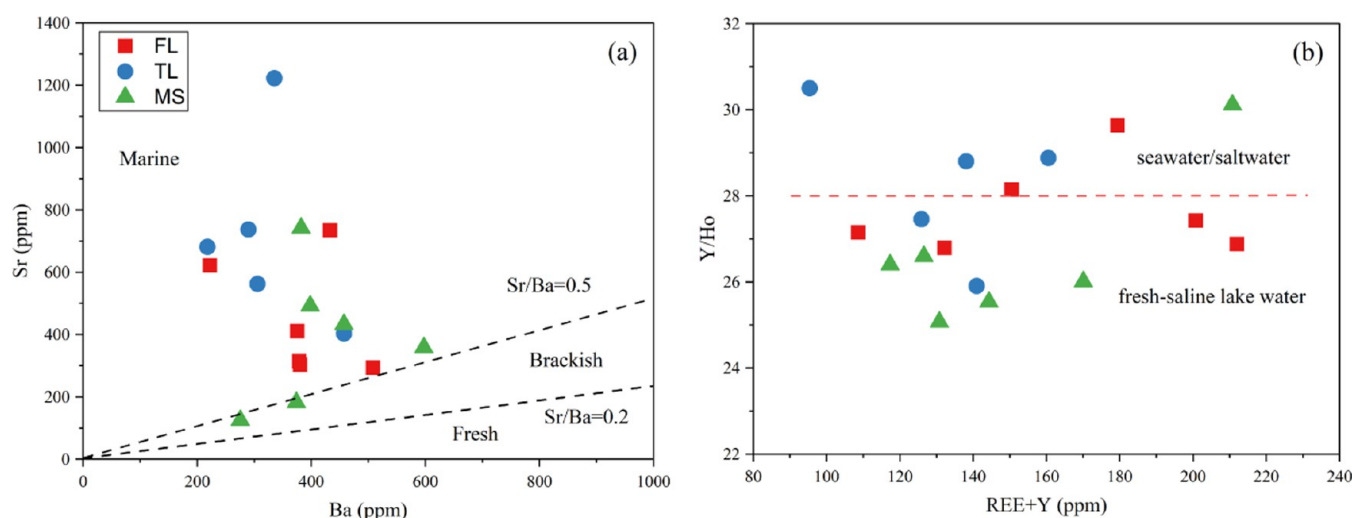 (a)
FL
TL
MS
Marine
Sr/Ba=0.5
Brackish
Sr/Ba=0.2
Fresh
Sr (ppm)
1400
1200
1000
800
600
400
200
0
0 200 400 600 800 1000
Ba (ppm)
(b)
seawater/saltwater
fresh-saline lake water
Y/Ho
32
30
28
26
24
22
80 100 120 140 160 180 200 220 240
REE+Y (ppm)